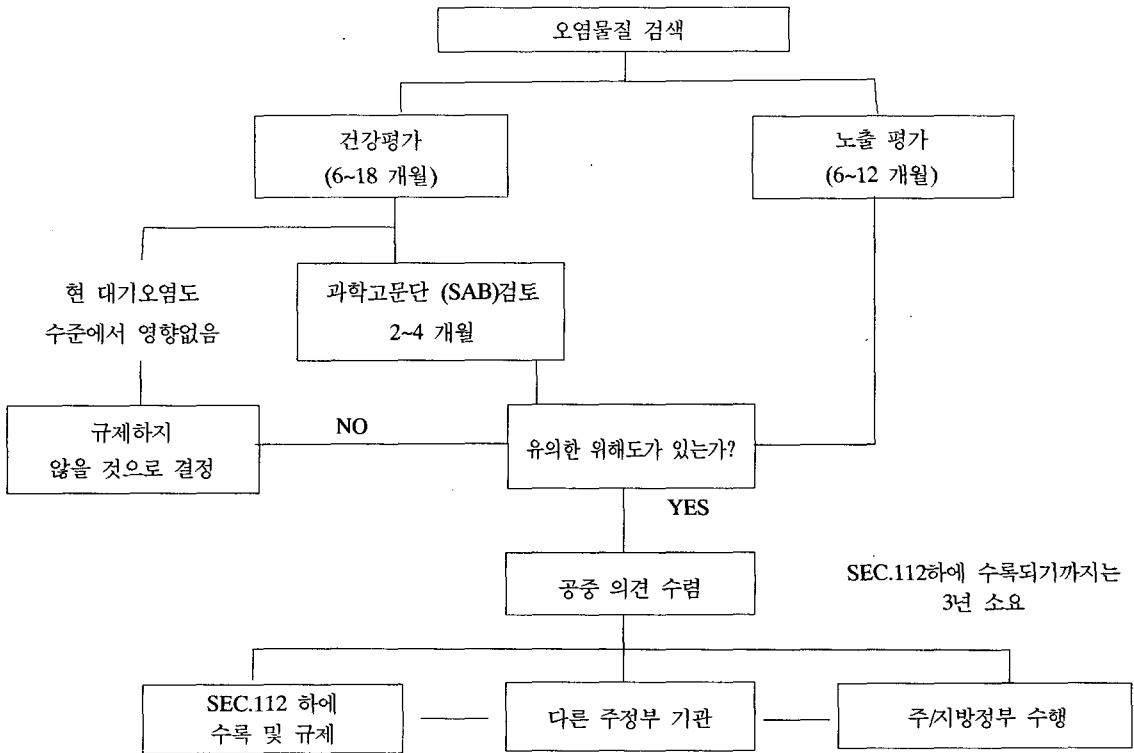 오염물질 검색
건강평가
(6~18 개월)
노출 평가
(6~12 개월)
현 대기오염도
수준에서 영향없음
과학고문단 (SAB)검토
2~4 개월
규제하지
않을 것으로 결정
NO
유의한 위해도가 있는가?
YES
공중 의견 수렴
SEC.112하에 수록되기까지는
3년 소요
SEC.112 하에
수록 및 규제
다른 주정부 기관
주/지방정부 수행